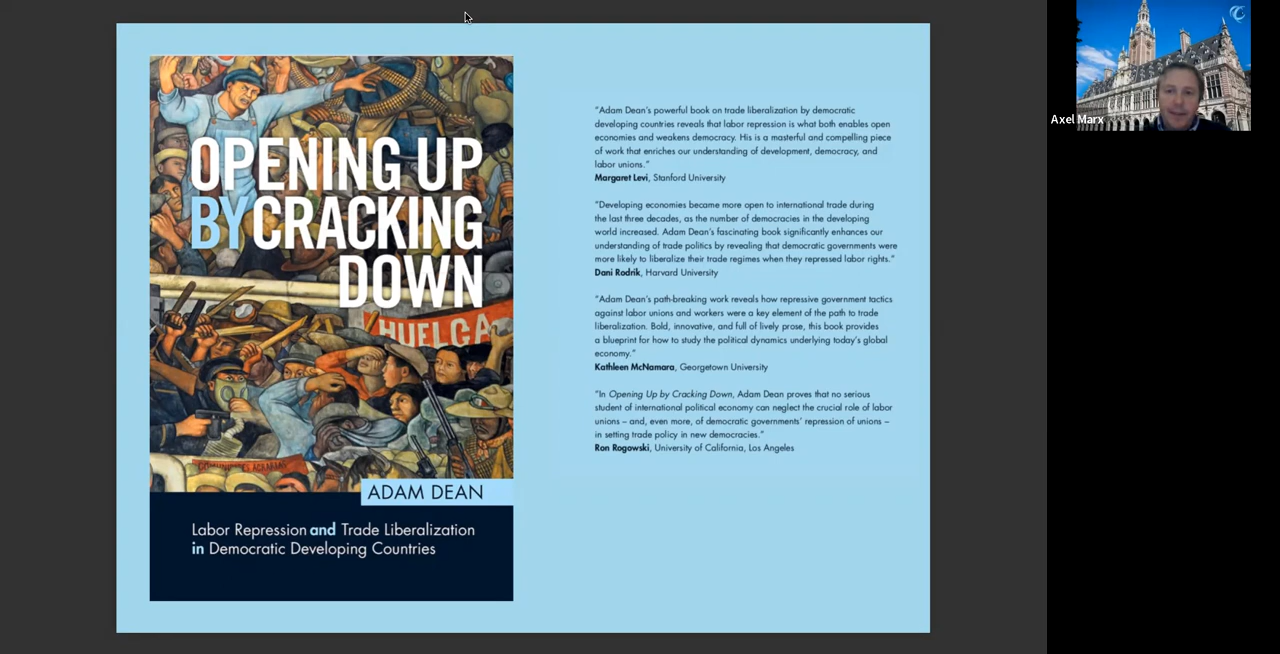 OPENING UP
BY CRACKING
DOWN
HUELGA
COMUNIDADES AGRARIAS
ADAM DEAN
Labor Repression and Trade Liberalization
in Democratic Developing Countries
“Adam Dean’s powerful book on trade liberalization by democratic
developing countries reveals that labor repression is what both enables open
economies and weakens democracy. His is a masterful and compelling piece
of work that enriches our understanding of development, democracy, and
labor unions.”
Margaret Levi, Stanford University
“Developing economies became more open to international trade during
the last three decades, as the number of democracies in the developing
world increased. Adam Dean’s fascinating book significantly enhances our
understanding of trade politics by revealing that democratic governments were
more likely to liberalize their trade regimes when they repressed labor rights.”
Dani Rodrik, Harvard University
“Adam Dean’s path-breaking work reveals how repressive government tactics
against labor unions and workers were a key element of the path to trade
liberalization. Bold, innovative, and full of lively prose, this book provides
a blueprint for how to study the political dynamics underlying today’s global
economy.”
Kathleen McNamara, Georgetown University
“In Opening Up by Cracking Down, Adam Dean proves that no serious
student of international political economy can neglect the crucial role of labor
unions – and, even more, of democratic governments’ repression of unions –
in setting trade policy in new democracies.”
Ron Rogowski, University of California, Los Angeles
Axel Marx